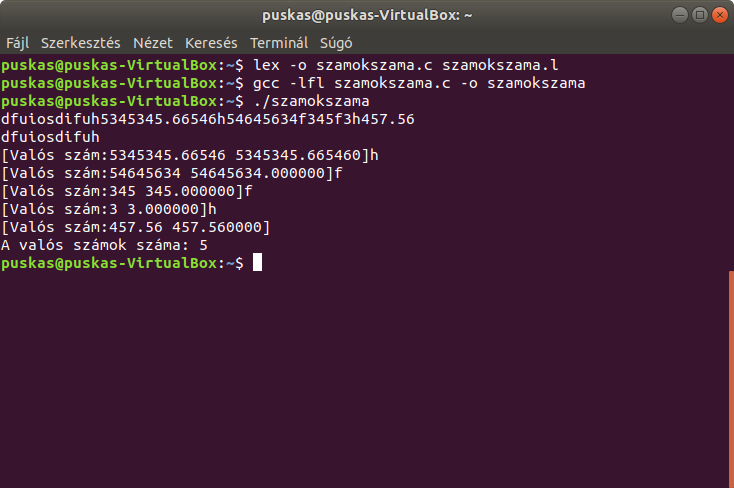 puskas@puskas-VirtualBox: ~
Fájl Szerkesztés Nézet Keresés Terminál Súgó
puskas@puskas-VirtualBox:~$ lex -o szamokszama.c szamokszama.l
puskas@puskas-VirtualBox:~$ gcc -lfl szamokszama.c -o szamokszama
puskas@puskas-VirtualBox:~$ ./szamokszama
dfuiosdifuh5345345.66546h54645634f345f3h457.56
dfuiosdifuh
[Valós szám:5345345.66546 5345345.665460]h
[Valós szám:54645634 54645634.000000]f
[Valós szám:345 345.000000]f
[Valós szám:3 3.000000]h
[Valós szám:457.56 457.560000]
A valós számok száma: 5
puskas@puskas-VirtualBox:~$